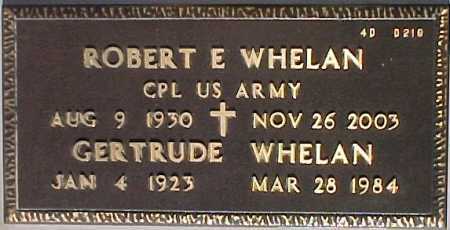 4D D210
ROBERT E WHELAN
CPL US ARMY
AUG 9 1930 NOV 26 2003
GERTRUDE WHELAN
JAN 4 1923 MAR 28 1984